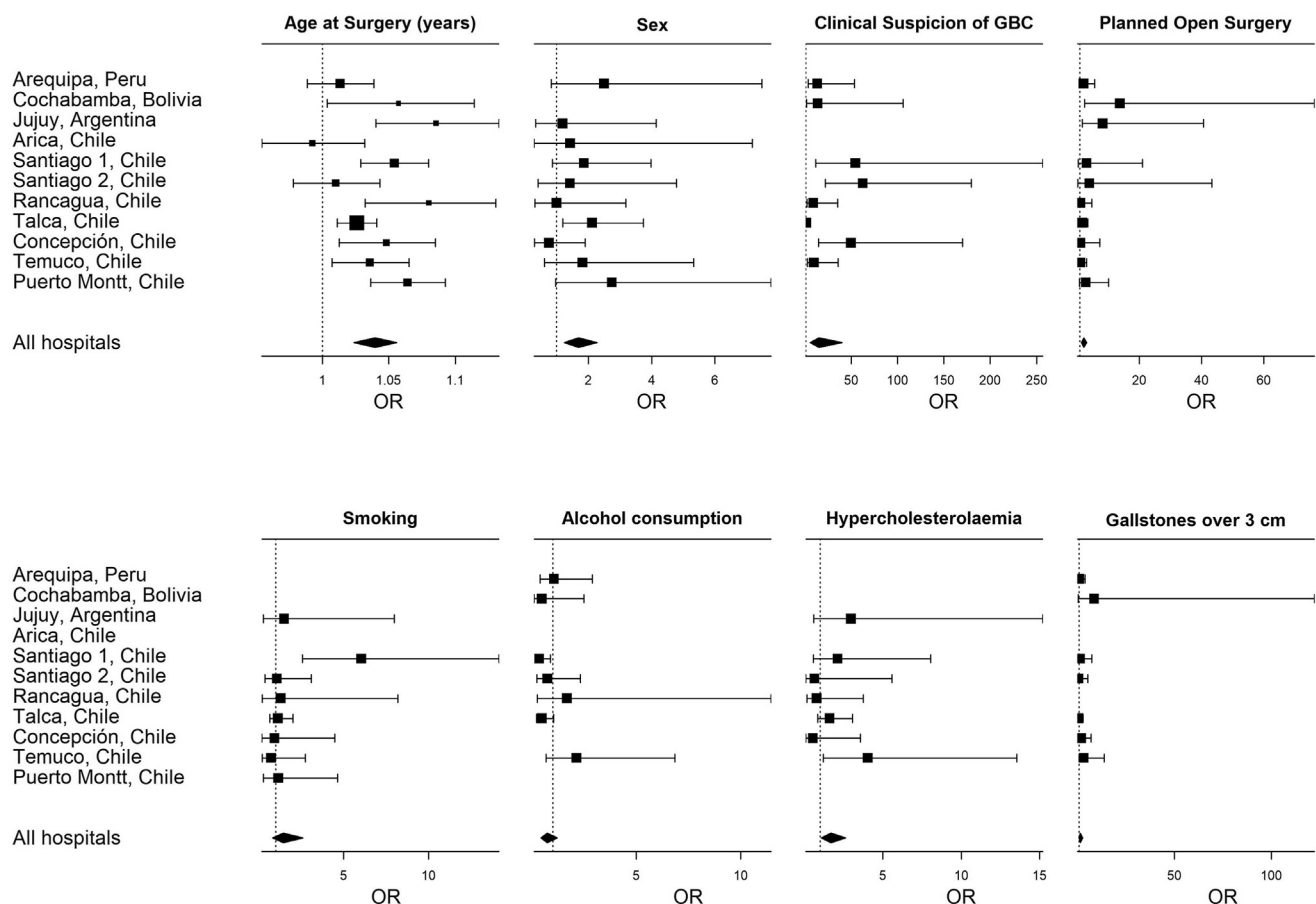 Age at Surgery (years) Sex Clinical Suspicion of GBC Planned Open Surgery
Arequipa, Peru
Cochabamba, Bolivia
Jujuy, Argentina
Arica, Chile
Santiago 1, Chile
Santiago 2, Chile
Rancagua, Chile
Talca, Chile
Concepción, Chile
Temuco, Chile
Puerto Montt, Chile
All hospitals
1 1.05 1.1 2 4 6 50 100 150 200 250 20 40 60
OR OR OR OR
Smoking Alcohol consumption Hypercholesterolaemia Gallstones over 3 cm
Arequipa, Peru
Cochabamba, Bolivia
Jujuy, Argentina
Arica, Chile
Santiago 1, Chile
Santiago 2, Chile
Rancagua, Chile
Talca, Chile
Concepción, Chile
Temuco, Chile
Puerto Montt, Chile
All hospitals
5 10 5 10 5 10 15 50 100
OR OR OR OR